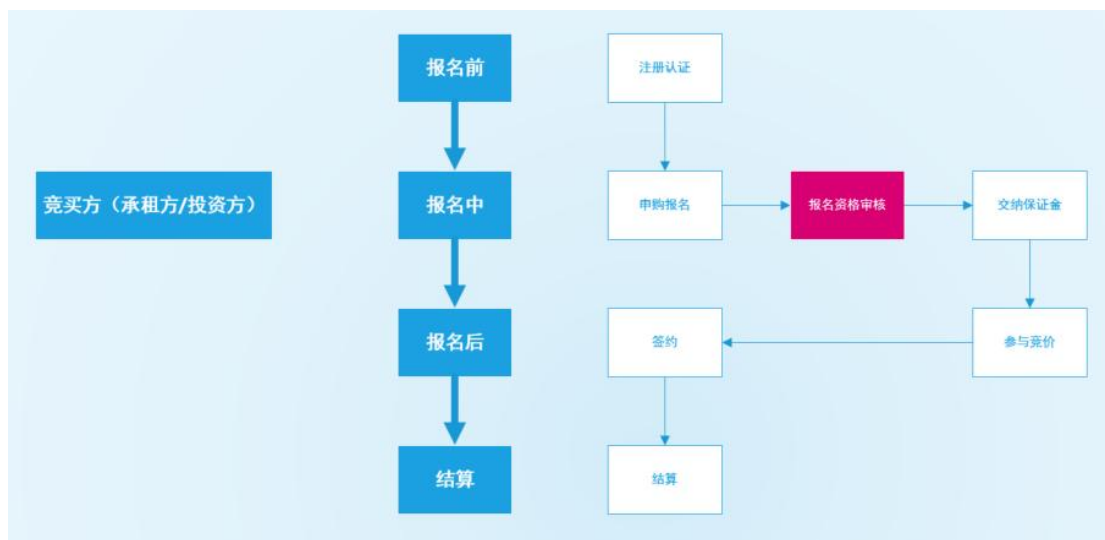 报名前
注册认证
竞买方（承租方/投资方）
报名中
申购报名
报名资格审核
交纳保证金
报名后
签约
参与竞价
结算
结算